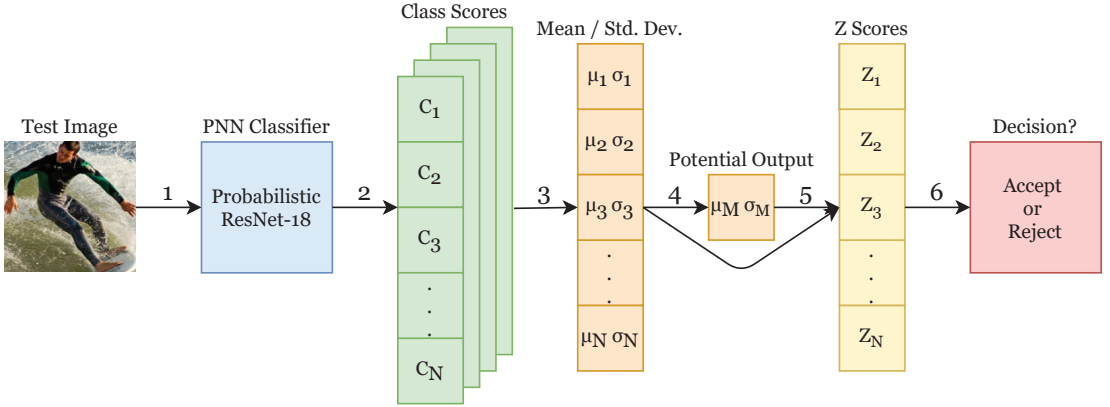 Test Image
1
PNN Classifier
Probabilistic
ResNet-18
2
Class Scores
C1
C2
C3
.
.
.
CN
3
Mean / Std. Dev.
μ1 σ1
μ2 σ2
μ3 σ3
.
.
.
μN σN
4
Potential Output
μM σM
5
Z Scores
Z1
Z2
Z3
.
.
.
ZN
6
Decision?
Accept
or
Reject